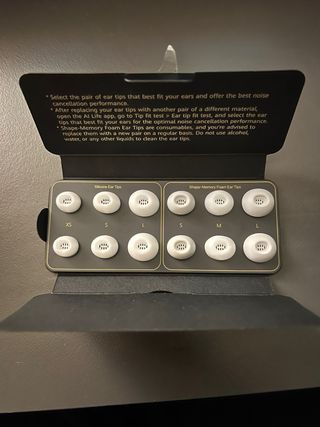 * Select the pair of ear tips that best fit your ears and offer the best noise
cancellation performance.
* After replacing your ear tips with another pair of a different material,
open the AI Life app, go to Tip fit test > Ear tip fit test, and select the ear
tips that best fit your ears for the optimal noise cancellation performance.
* Shape-Memory Foam Ear Tips are consumables, and you're advised to
replace them with a new pair on a regular basis. Do not use alcohol,
water, or any other liquids to clean the ear tips.
Silicone Ear Tips Shape-Memory Foam Ear Tips
XS S L S M L